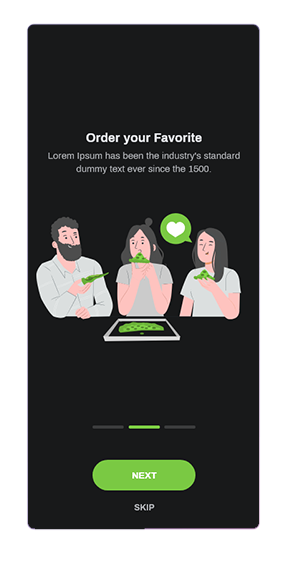 Order your Favorite
Lorem Ipsum has been the industry's standard
dummy text ever since the 1500.
NEXT
SKIP